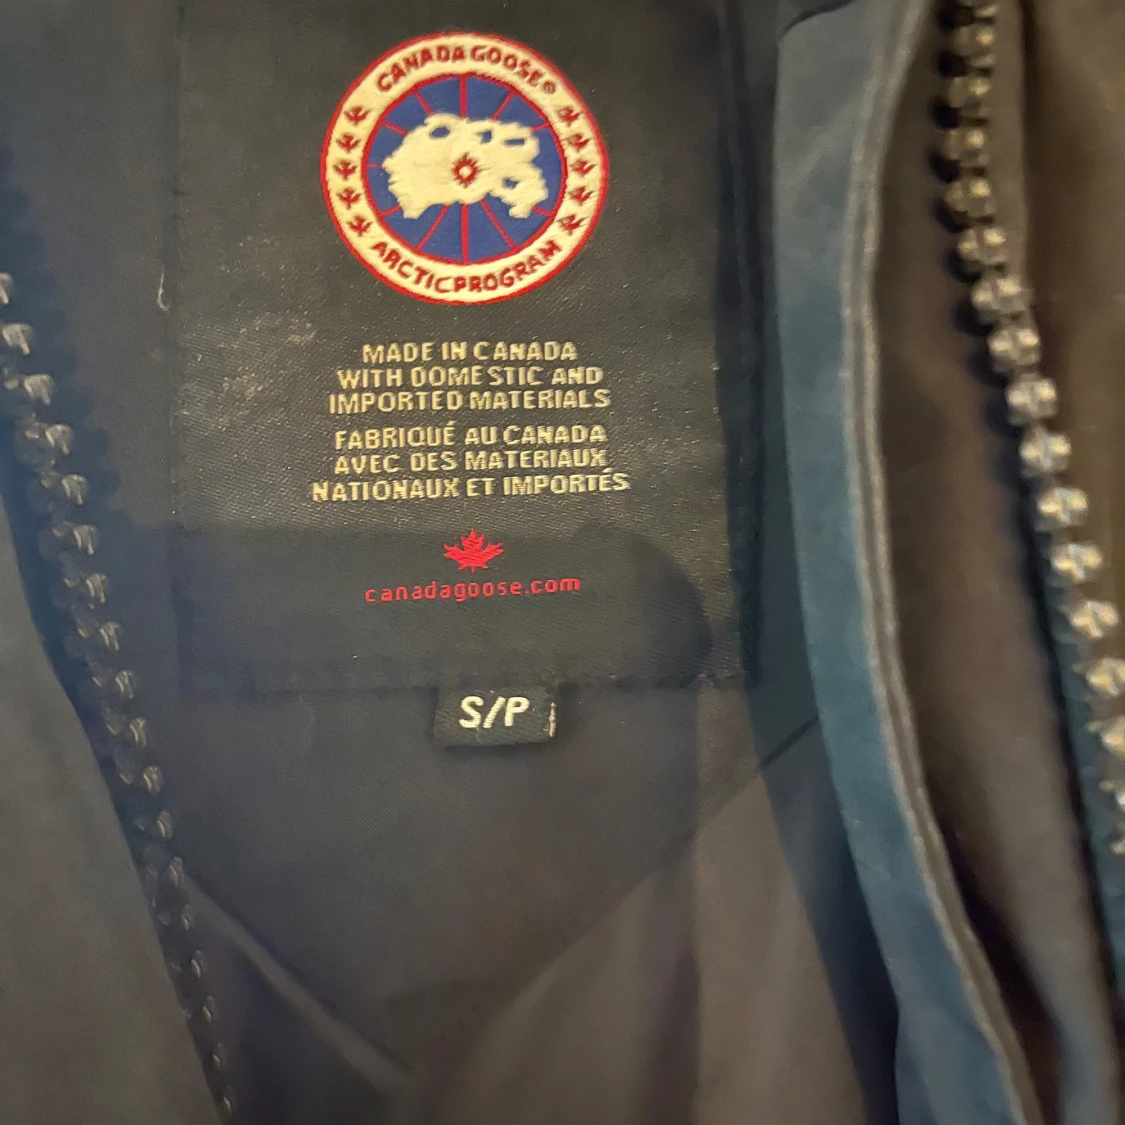 CANADA GOOSE®
ARCTIC PROGRAM
MADE IN CANADA
WITH DOMESTIC AND
IMPORTED MATERIALS
FABRIQUÉ AU CANADA
AVEC DES MATERIAUX
NATIONAUX ET IMPORTÉS
canadagoose.com
S/P